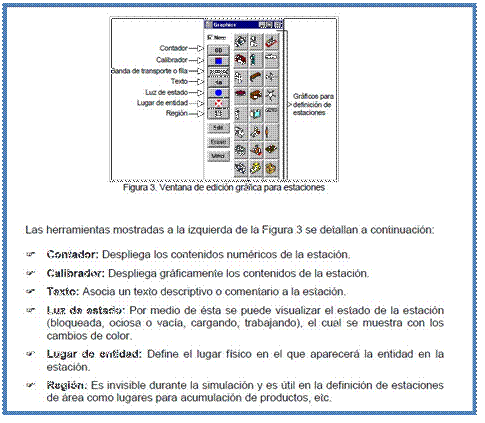 Graphics
New
Contador
Calibrador
Banda de transporte o fila
Texto
Luz de estado
Lugar de entidad
Región
Edit
Erase
Gráficos para
definición de
estaciones
Figura 3. Ventana de edición gráfica para estaciones
Las herramientas mostradas a la izquierda de la Figura 3 se detallan a continuación:
☞ Contador: Despliega los contenidos numéricos de la estación.
☞ Calibrador: Despliega gráficamente los contenidos de la estación.
☞ Texto: Asocia un texto descriptivo o comentario a la estación.
☞ Luz de estado: Por medio de ésta se puede visualizar el estado de la estación
(bloqueada, ociosa o vacía, cargando, trabajando), el cual se muestra con los
cambios de color.
☞ Lugar de entidad: Define el lugar físico en el que aparecerá la entidad en la
estación.
☞ Región: Es invisible durante la simulación y es útil en la definición de estaciones
de área como lugares para acumulación de productos, etc.